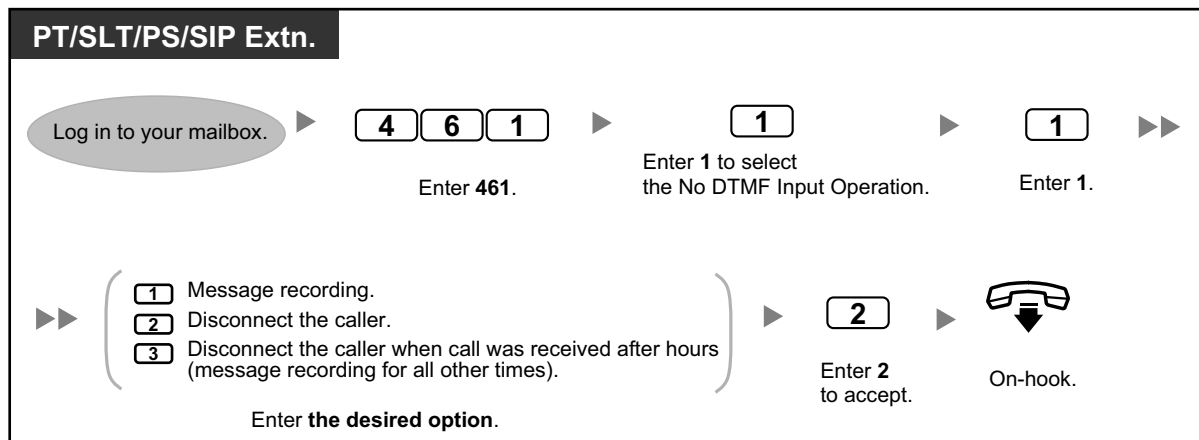 PT/SLT/PS/SIP Extn.
Log in to your mailbox.
4 6 1
Enter 461.
1
Enter 1 to select
the No DTMF Input Operation.
1
Enter 1.
1 Message recording.
2 Disconnect the caller.
3 Disconnect the caller when call was received after hours
(message recording for all other times).
Enter the desired option.
2
Enter 2
to accept.
On-hook.